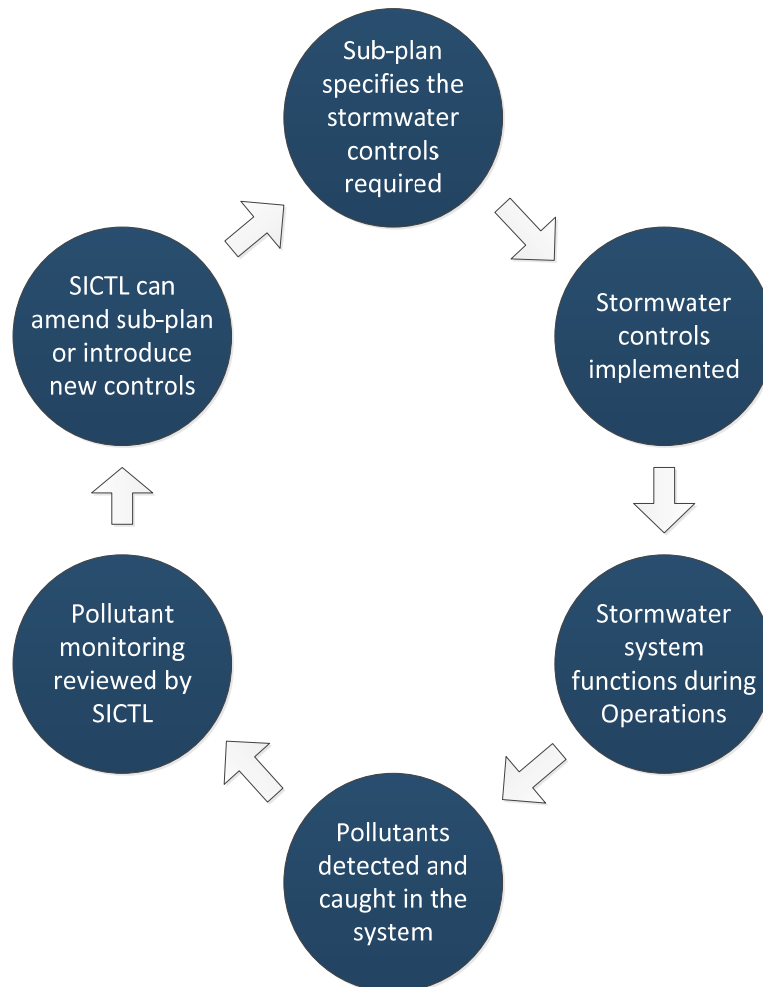 Sub-plan
specifies the
stormwater
controls
required
Stormwater
controls
implemented
Stormwater
system
functions during
Operations
Pollutants
detected and
caught in the
system
Pollutant
monitoring
reviewed by
SICTL
SICTL can
amend sub-plan
or introduce
new controls